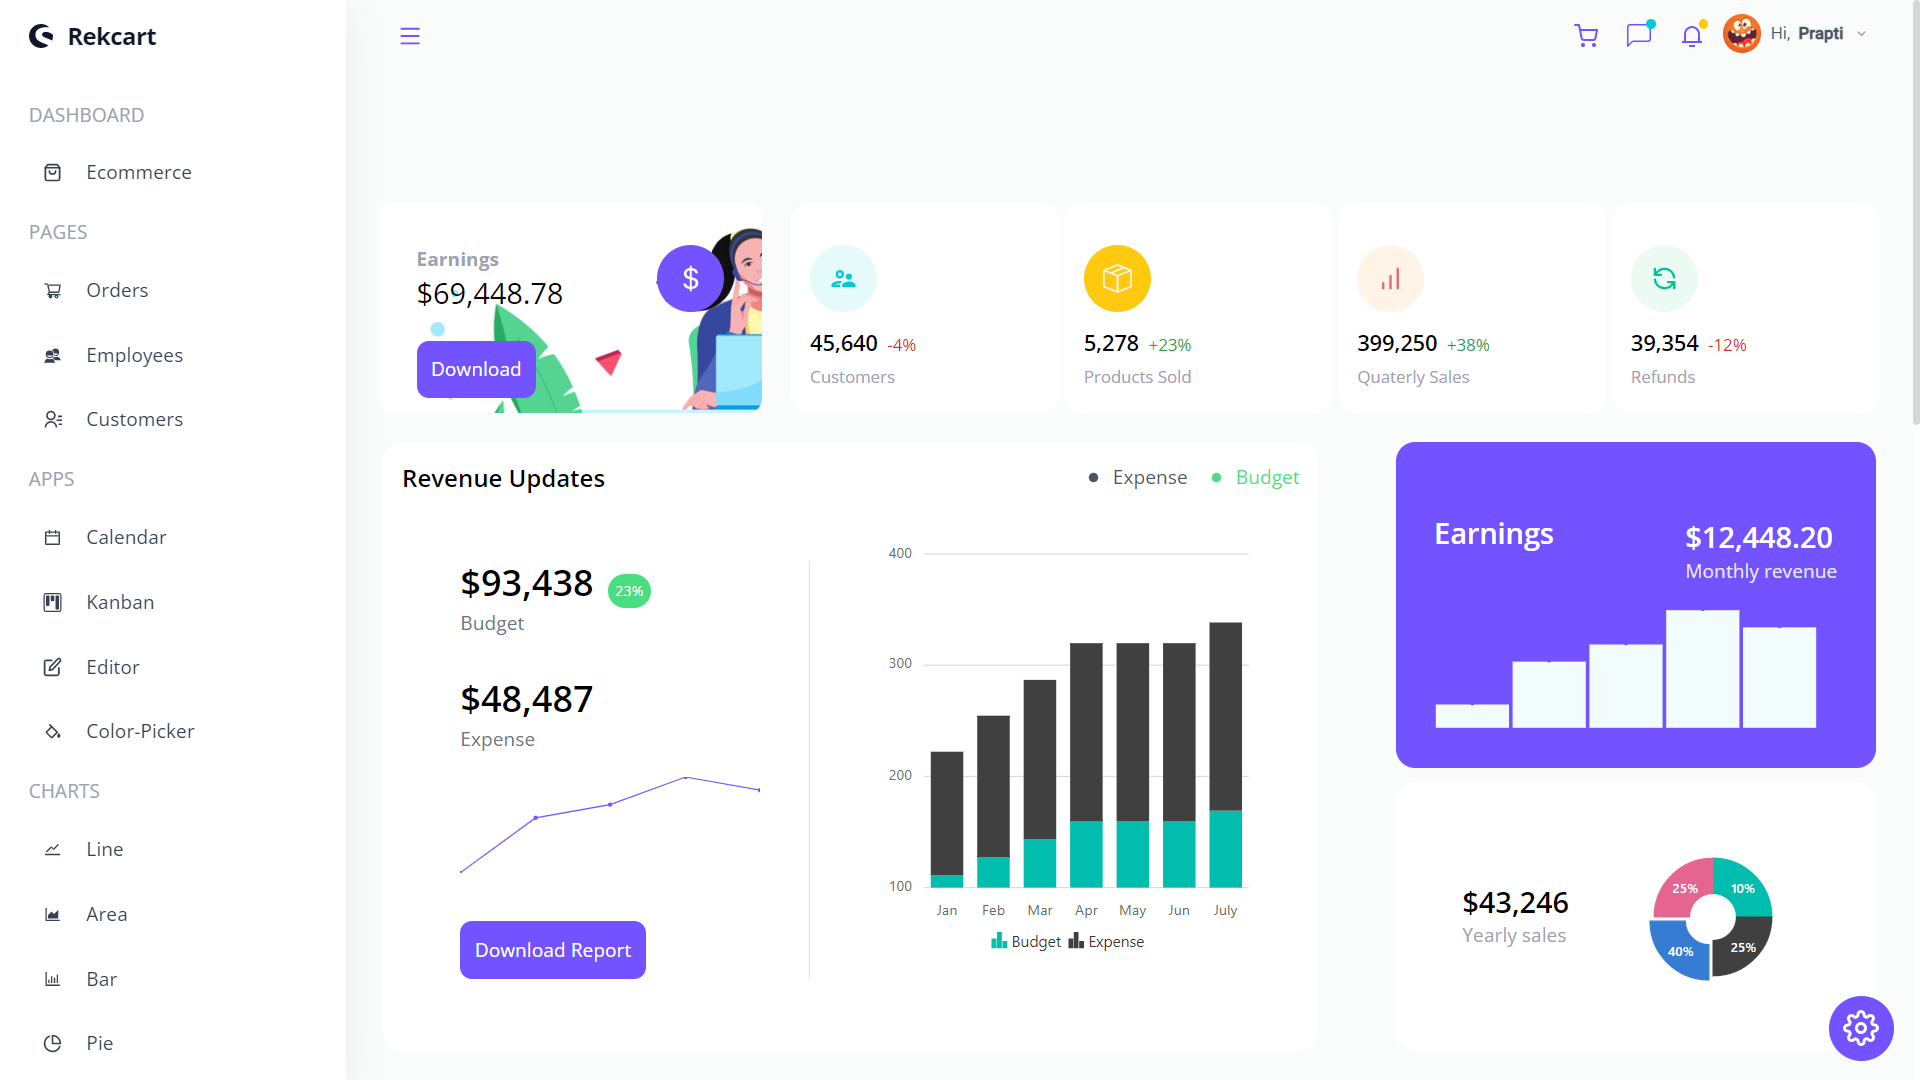 Rekcart
Hi, Prapti
DASHBOARD
Ecommerce
PAGES
Orders
Employees
Customers
APPS
Calendar
Kanban
Editor
Color-Picker
CHARTS
Line
Area
Bar
Pie
Earnings
$69,448.78
$
Download
45,640 -4%
Customers
5,278 +23%
Products Sold
399,250 +38%
Quaterly Sales
39,354 -12%
Refunds
Revenue Updates
Expense
Budget
$93,438 23%
Budget
$48,487
Expense
Download Report
400
300
200
100
Jan Feb Mar Apr May Jun July
Budget Expense
Earnings
$12,448.20
Monthly revenue
$43,246
Yearly sales
25% 10%
40% 25%